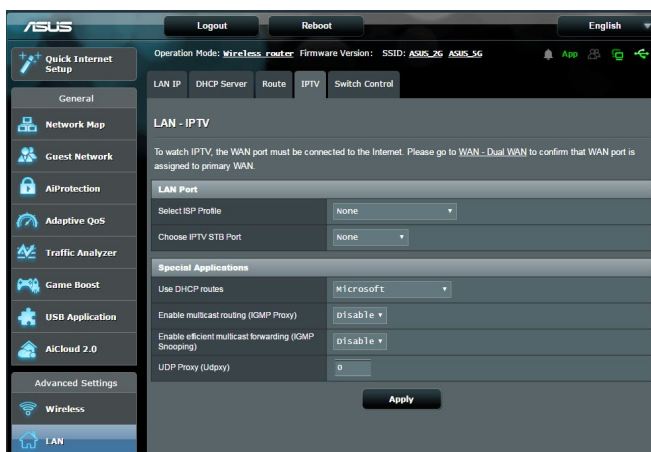 ASUS
Logout
Reboot
English
Quick Internet Setup
Operation Mode: Wireless router Firmware Version: SSID: ASUS_2G ASUS_5G
App
LAN IP DHCP Server Route IPTV Switch Control
General
Network Map
Guest Network
AiProtection
Adaptive QoS
Traffic Analyzer
Game Boost
USB Application
AiCloud 2.0
Advanced Settings
Wireless
LAN
LAN - IPTV
To watch IPTV, the WAN port must be connected to the Internet. Please go to WAN - Dual WAN to confirm that WAN port is
assigned to primary WAN.
LAN Port
Select ISP Profile None
Choose IPTV STB Port None
Special Applications
Use DHCP routes Microsoft
Enable multicast routing (IGMP Proxy) Disable
Enable efficient multicast forwarding (IGMP
Snooping) Disable
UDP Proxy (Udpxy) 0
Apply